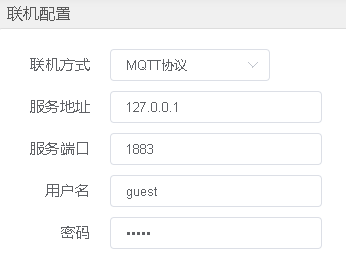 联机配置
联机方式 MQTT协议
服务地址 127.0.0.1
服务端口 1883
用户名 guest
密码 •••••